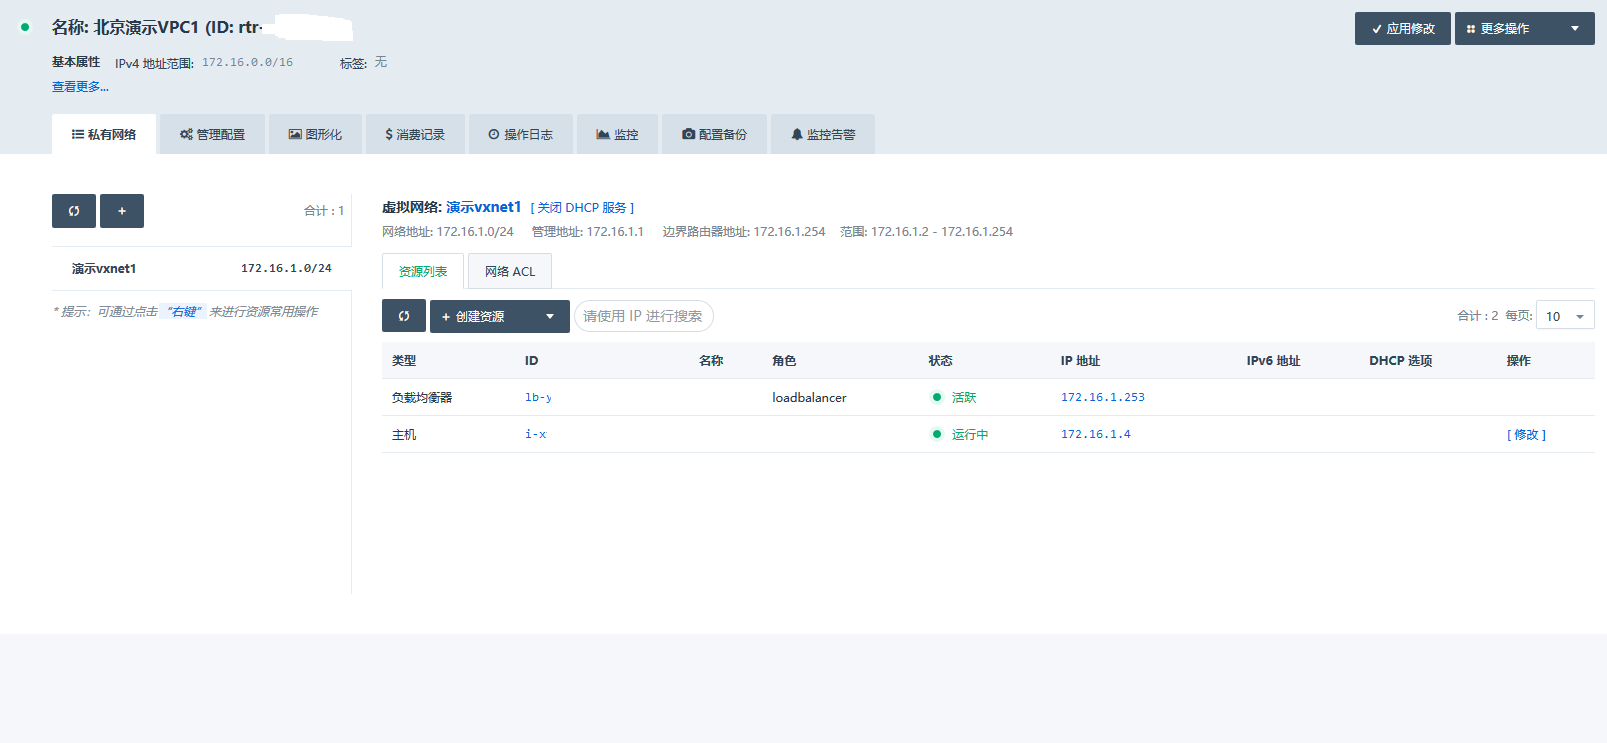 名称: 北京演示VPC1 (ID: rtr-
应用修改
更多操作
基本属性 IPv4 地址范围: 172.16.0.0/16 标签: 无
查看更多...
私有网络 管理配置 图形化 $ 消费记录 操作日志 监控 配置备份 监控告警
+ 合计 : 1
演示vxnet1 172.16.1.0/24
* 提示：可通过点击 “右键” 来进行资源常用操作
虚拟网络: 演示vxnet1 [ 关闭 DHCP 服务 ]
网络地址: 172.16.1.0/24 管理地址: 172.16.1.1 边界路由器地址: 172.16.1.254 范围: 172.16.1.2 - 172.16.1.254
资源列表 网络 ACL
+ 创建资源 请使用 IP 进行搜索 合计 : 2 每页: 10
类型 ID 名称 角色 状态 IP 地址 IPv6 地址 DHCP 选项 操作
负载均衡器 lb-y loadbalancer 活跃 172.16.1.253
主机 i-x 运行中 172.16.1.4 [ 修改 ]